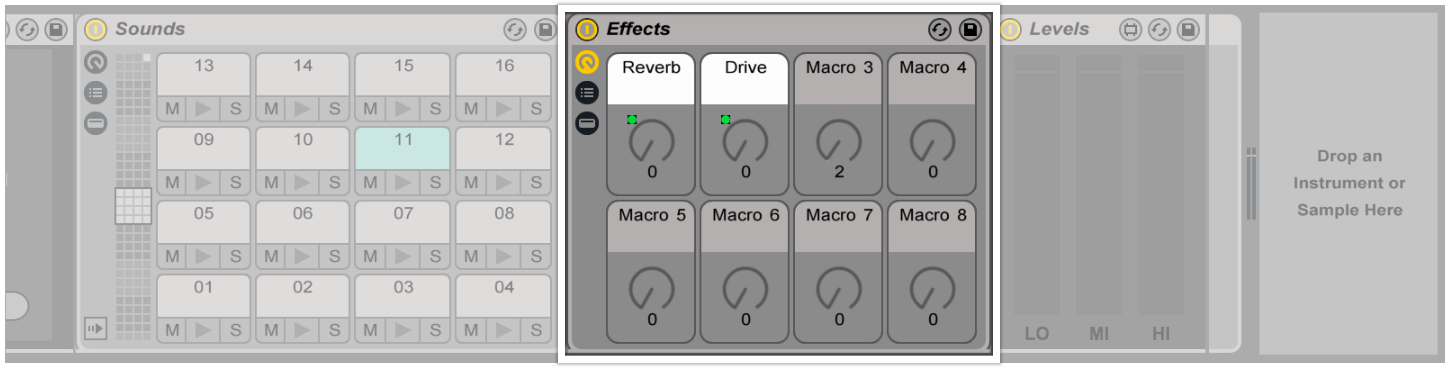 Sounds
13 14 15 16
M S M S M S M S
09 10 11 12
M S M S M S M S
05 06 07 08
M S M S M S M S
01 02 03 04
M S M S M S M S
Effects
Reverb Drive Macro 3 Macro 4
0 0 2 0
Macro 5 Macro 6 Macro 7 Macro 8
0 0 0 0
Levels
LO MI HI
Drop an
Instrument or
Sample Here